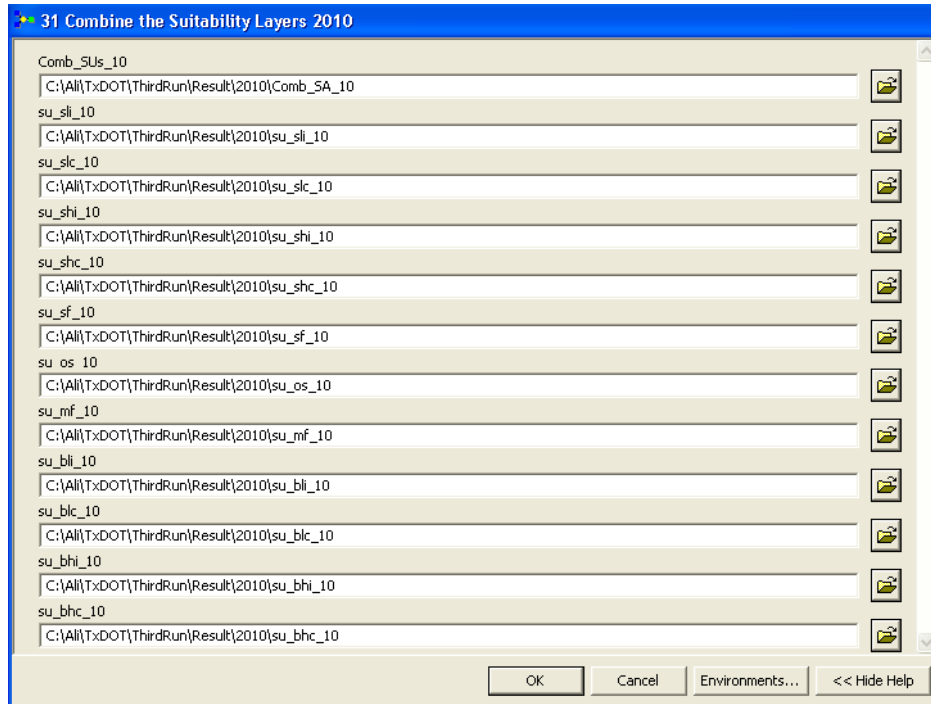 31 Combine the Suitability Layers 2010
Comb_SUs_10
C:\Ali\TxDOT\ThirdRun\Result\2010\Comb_SA_10
su_sli_10
C:\Ali\TxDOT\ThirdRun\Result\2010\su_sli_10
su_slc_10
C:\Ali\TxDOT\ThirdRun\Result\2010\su_slc_10
su_shi_10
C:\Ali\TxDOT\ThirdRun\Result\2010\su_shi_10
su_shc_10
C:\Ali\TxDOT\ThirdRun\Result\2010\su_shc_10
su_sf_10
C:\Ali\TxDOT\ThirdRun\Result\2010\su_sf_10
su os 10
C:\Ali\TxDOT\ThirdRun\Result\2010\su_os_10
su_mf_10
C:\Ali\TxDOT\ThirdRun\Result\2010\su_mf_10
su_bli_10
C:\Ali\TxDOT\ThirdRun\Result\2010\su_bli_10
su_blc_10
C:\Ali\TxDOT\ThirdRun\Result\2010\su_blc_10
su_bhi_10
C:\Ali\TxDOT\ThirdRun\Result\2010\su_bhi_10
su_bhc_10
C:\Ali\TxDOT\ThirdRun\Result\2010\su_bhc_10
OK Cancel Environments... << Hide Help